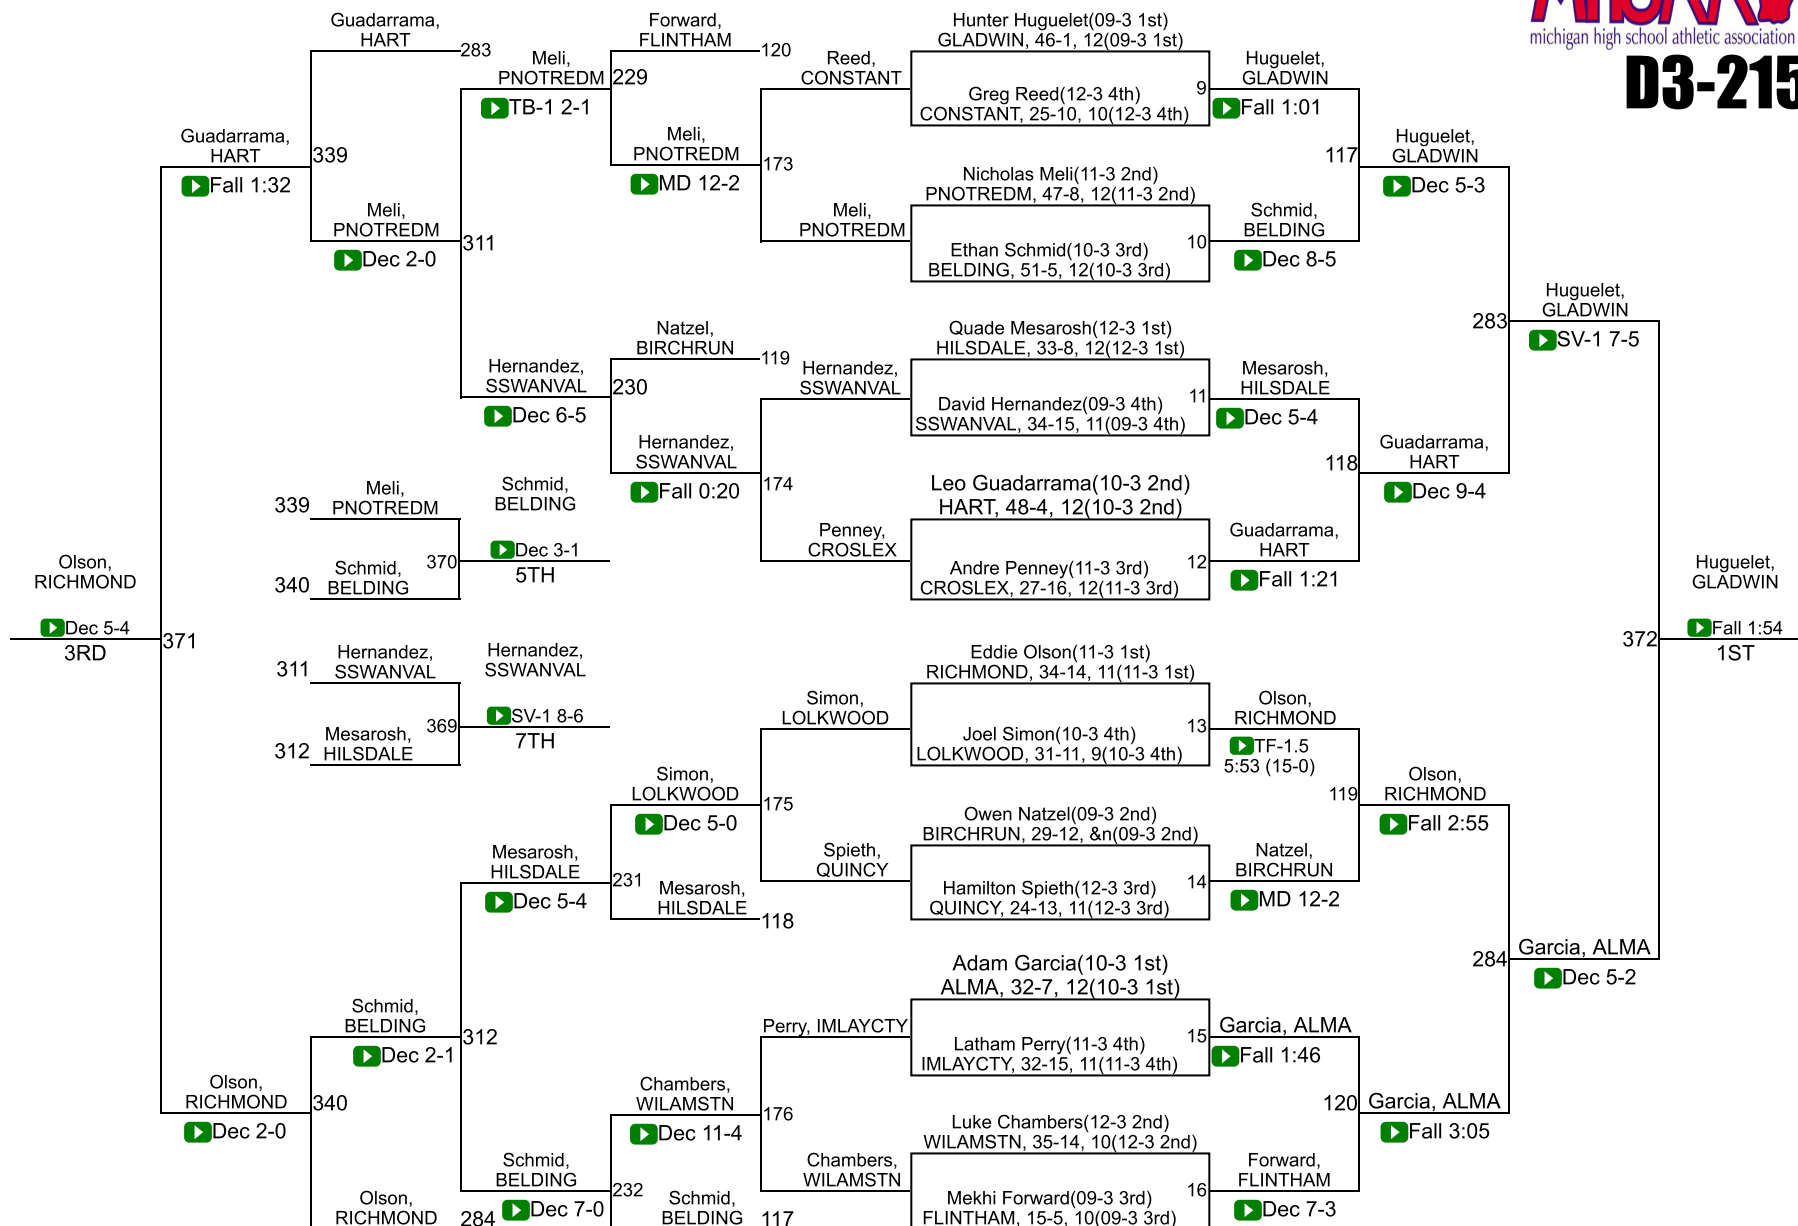 MHSAA
michigan high school athletic association
D3-215
Guadarrama,
HART
283
339
Guadarrama,
HART
Fall 1:32
Meli,
PNOTREDM
Dec 2-0
Meli,
PNOTREDM
TB-1 2-1
311
Forward,
FLINTHAM
120
229
Meli,
PNOTREDM
MD 12-2
173
Reed,
CONSTANT
Meli,
PNOTREDM
Hunter Huguelet(09-3 1st)
GLADWIN, 46-1, 12(09-3 1st)
Greg Reed(12-3 4th)
CONSTANT, 25-10, 10(12-3 4th)
9
Huguelet,
GLADWIN
Fall 1:01
Nicholas Meli(11-3 2nd)
PNOTREDM, 47-8, 12(11-3 2nd)
Ethan Schmid(10-3 3rd)
BELDING, 51-5, 12(10-3 3rd)
10
Schmid,
BELDING
Dec 8-5
117
Huguelet,
GLADWIN
Dec 5-3
Natzel,
BIRCHRUN
119
230
Hernandez,
SSWANVAL
Dec 6-5
Hernandez,
SSWANVAL
Fall 0:20
174
Hernandez,
SSWANVAL
Penney,
CROSLEX
Quade Mesarosh(12-3 1st)
HILSDALE, 33-8, 12(12-3 1st)
David Hernandez(09-3 4th)
SSWANVAL, 34-15, 11(09-3 4th)
11
Mesarosh,
HILSDALE
Dec 5-4
Leo Guadarrama(10-3 2nd)
HART, 48-4, 12(10-3 2nd)
Andre Penney(11-3 3rd)
CROSLEX, 27-16, 12(11-3 3rd)
12
Guadarrama,
HART
Fall 1:21
118
Guadarrama,
HART
Dec 9-4
283
Huguelet,
GLADWIN
SV-1 7-5
339
Meli,
PNOTREDM
340
Schmid,
BELDING
370
Schmid,
BELDING
Dec 3-1
5TH
Olson,
RICHMOND
Dec 5-4
3RD
371
311
Hernandez,
SSWANVAL
312
Mesarosh,
HILSDALE
369
Hernandez,
SSWANVAL
SV-1 8-6
7TH
372
Huguelet,
GLADWIN
Fall 1:54
1ST
Simon,
LOLKWOOD
Spieth,
QUINCY
Eddie Olson(11-3 1st)
RICHMOND, 34-14, 11(11-3 1st)
Joel Simon(10-3 4th)
LOLKWOOD, 31-11, 9(10-3 4th)
13
Olson,
RICHMOND
TF-1.5
5:53 (15-0)
Owen Natzel(09-3 2nd)
BIRCHRUN, 29-12, &n(09-3 2nd)
Hamilton Spieth(12-3 3rd)
QUINCY, 24-13, 11(12-3 3rd)
14
Natzel,
BIRCHRUN
MD 12-2
119
Olson,
RICHMOND
Fall 2:55
Simon,
LOLKWOOD
Dec 5-0
175
Mesarosh,
HILSDALE
Dec 5-4
231
Mesarosh,
HILSDALE
118
284
Garcia, ALMA
Dec 5-2
Schmid,
BELDING
Dec 2-1
312
Perry, IMLAYCTY
Adam Garcia(10-3 1st)
ALMA, 32-7, 12(10-3 1st)
Latham Perry(11-3 4th)
IMLAYCTY, 32-15, 11(11-3 4th)
15
Garcia, ALMA
Fall 1:46
Olson,
RICHMOND
Dec 2-0
340
Chambers,
WILAMSTN
Dec 11-4
176
Chambers,
WILAMSTN
Luke Chambers(12-3 2nd)
WILAMSTN, 35-14, 10(12-3 2nd)
Mekhi Forward(09-3 3rd)
FLINTHAM, 15-5, 10(09-3 3rd)
16
Forward,
FLINTHAM
Dec 7-3
120
Garcia, ALMA
Fall 3:05
Schmid,
BELDING
Dec 7-0
232
Olson,
RICHMOND
284
Schmid,
BELDING
117